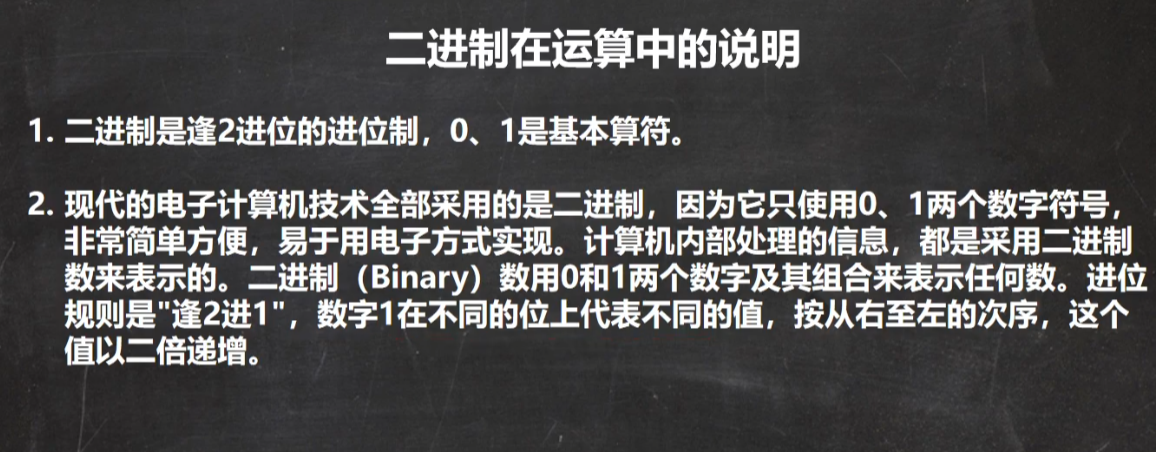 二进制在运算中的说明
1. 二进制是逢2进位的进位制，0、1是基本算符。
2. 现代的电子计算机技术全部采用的是二进制，因为它只使用0、1两个数字符号，
非常简单方便，易于用电子方式实现。计算机内部处理的信息，都是采用二进制
数来表示的。二进制（Binary）数用0和1两个数字及其组合来表示任何数。进位
规则是"逢2进1"，数字1在不同的位上代表不同的值，按从右至左的次序，这个
值以二倍递增。